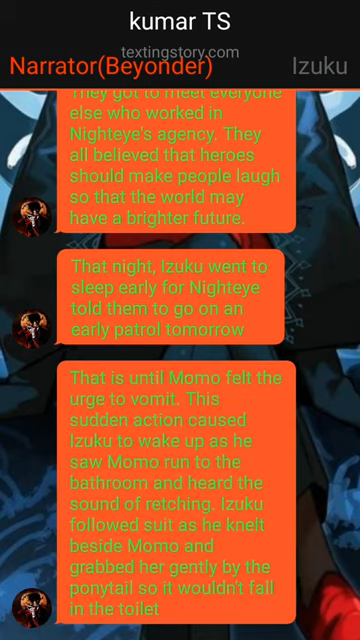 kumar TS
textingstory.com
Narrator(Beyonder)
Izuku
They got to meet everyone
else who worked in
Nighteye's agency. They
all believed that heroes
should make people laugh
so that the world may
have a brighter future.
That night, Izuku went to
sleep early for Nighteye
told them to go on an
early patrol tomorrow
That is until Momo felt the
urge to vomit. This
sudden action caused
Izuku to wake up as he
saw Momo run to the
bathroom and heard the
sound of retching. Izuku
followed suit as he knelt
beside Momo and
grabbed her gently by the
ponytail so it wouldn't fall
in the toilet